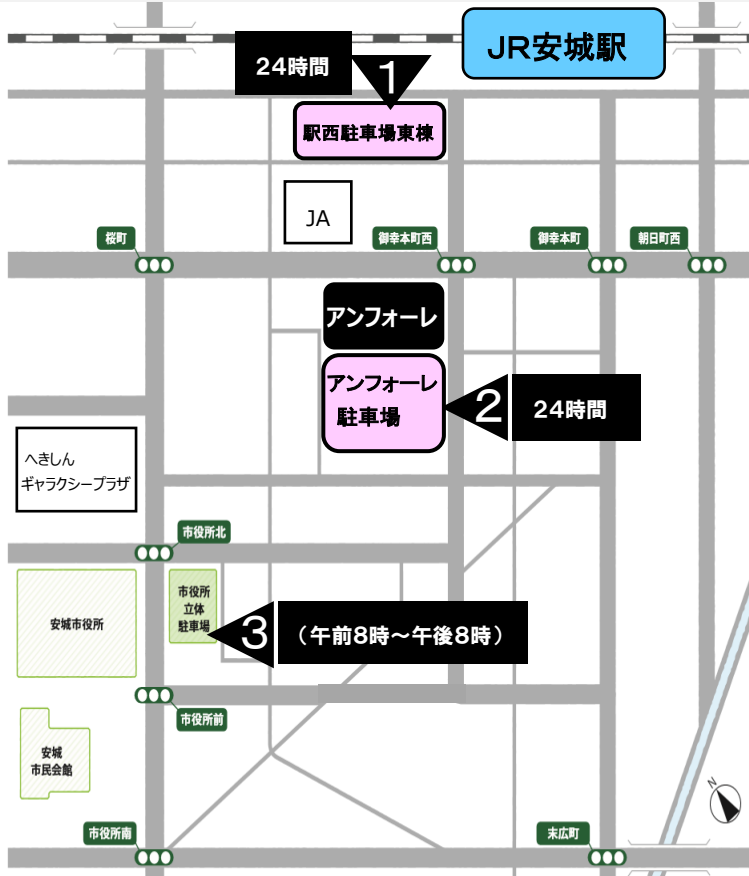 JR安城駅
24時間
1
駅西駐車場東棟
JA
桜町
御幸本町西
御幸本町
朝日町西
アンフォーレ
アンフォーレ
駐車場
2
24時間
へきしん
ギャラクシープラザ
市役所北
安城市役所
市役所
立体
駐車場
3
（午前8時～午後8時）
市役所前
安城
市民会館
N
市役所南
末広町